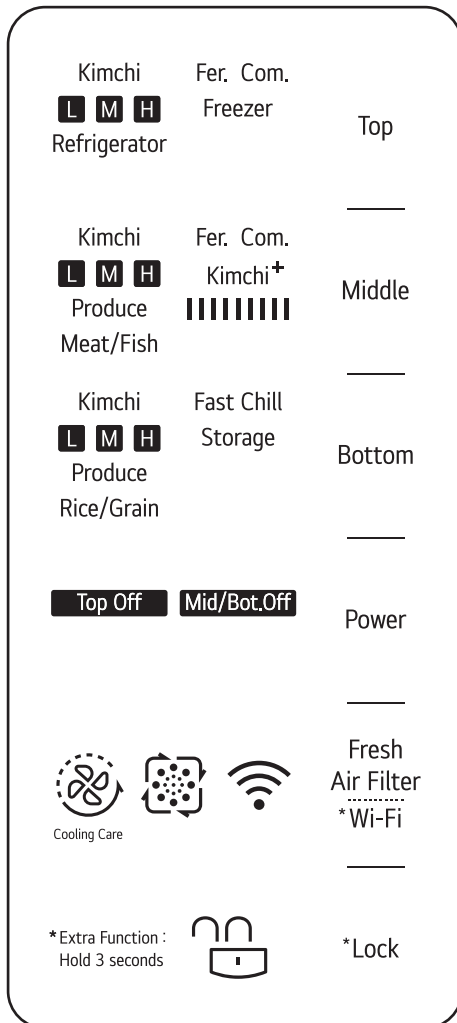 Kimchi Fer. Com.
L M H Freezer
Refrigerator
Top
Kimchi Fer. Com.
L M H Kimchi+
Produce
Meat/Fish
Middle
Kimchi Fast Chill
L M H Storage
Produce
Rice/Grain
Bottom
Top Off Mid/Bot.Off
Power
Cooling Care
Fresh
Air Filter
*Wi-Fi
*Extra Function :
Hold 3 seconds
*Lock